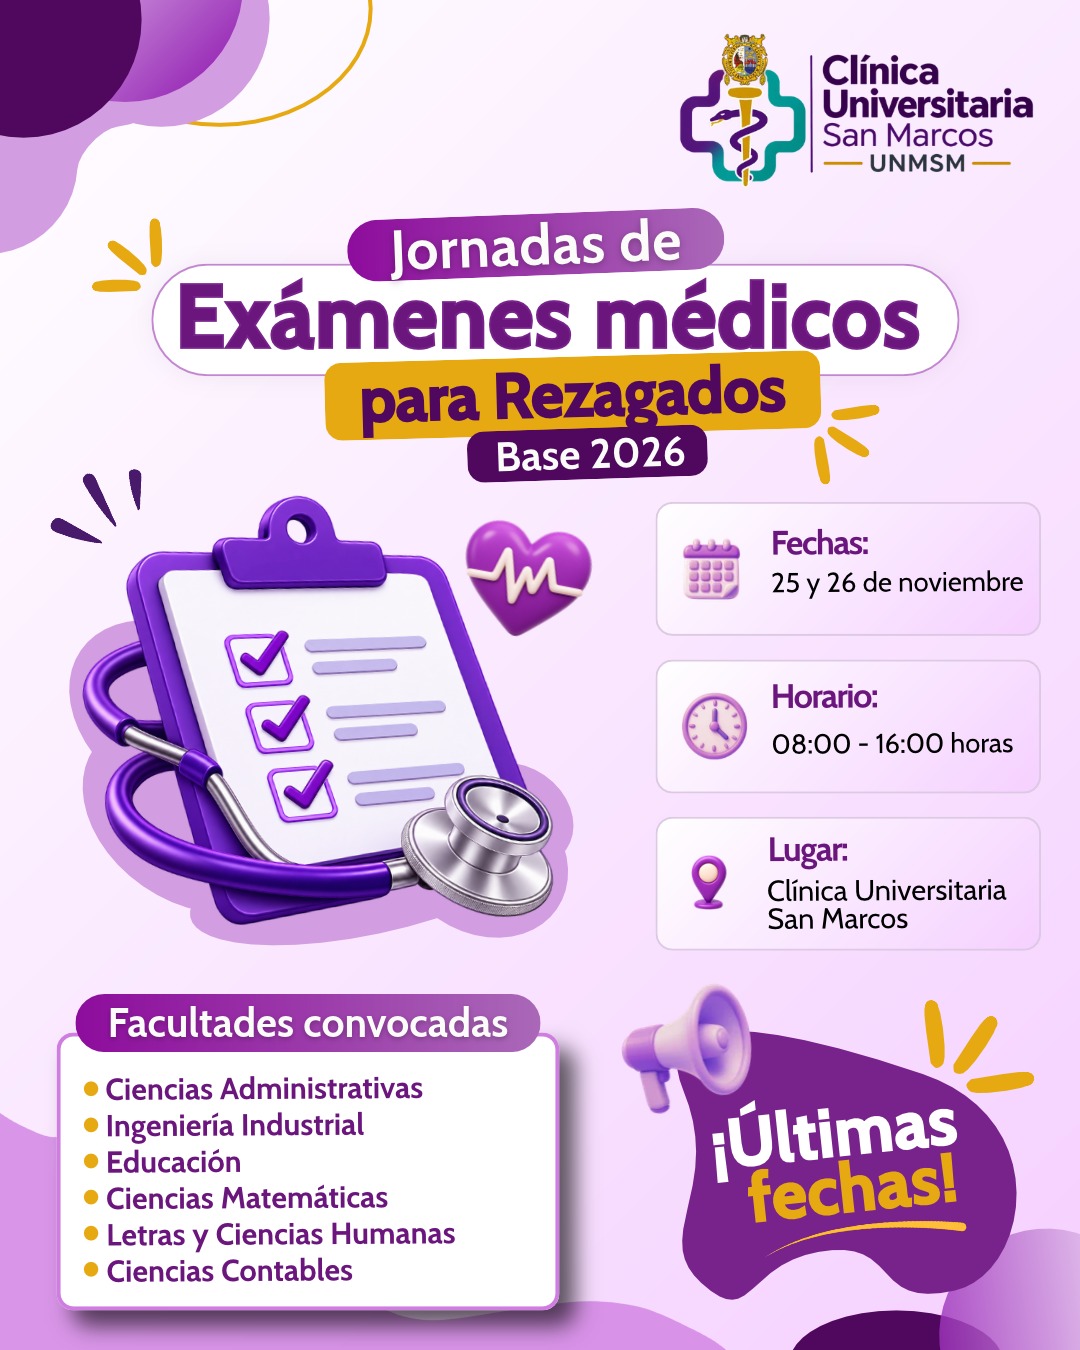 Clínica
Universitaria
San Marcos
UNMSM
Jornadas de
Exámenes médicos
para Rezagados
Base 2026
Fechas:
25 y 26 de noviembre
Horario:
08:00 - 16:00 horas
Lugar:
Clínica Universitaria
San Marcos
Facultades convocadas
Ciencias Administrativas
Ingeniería Industrial
Educación
Ciencias Matemáticas
Letras y Ciencias Humanas
Ciencias Contables
¡Últimas
fechas!